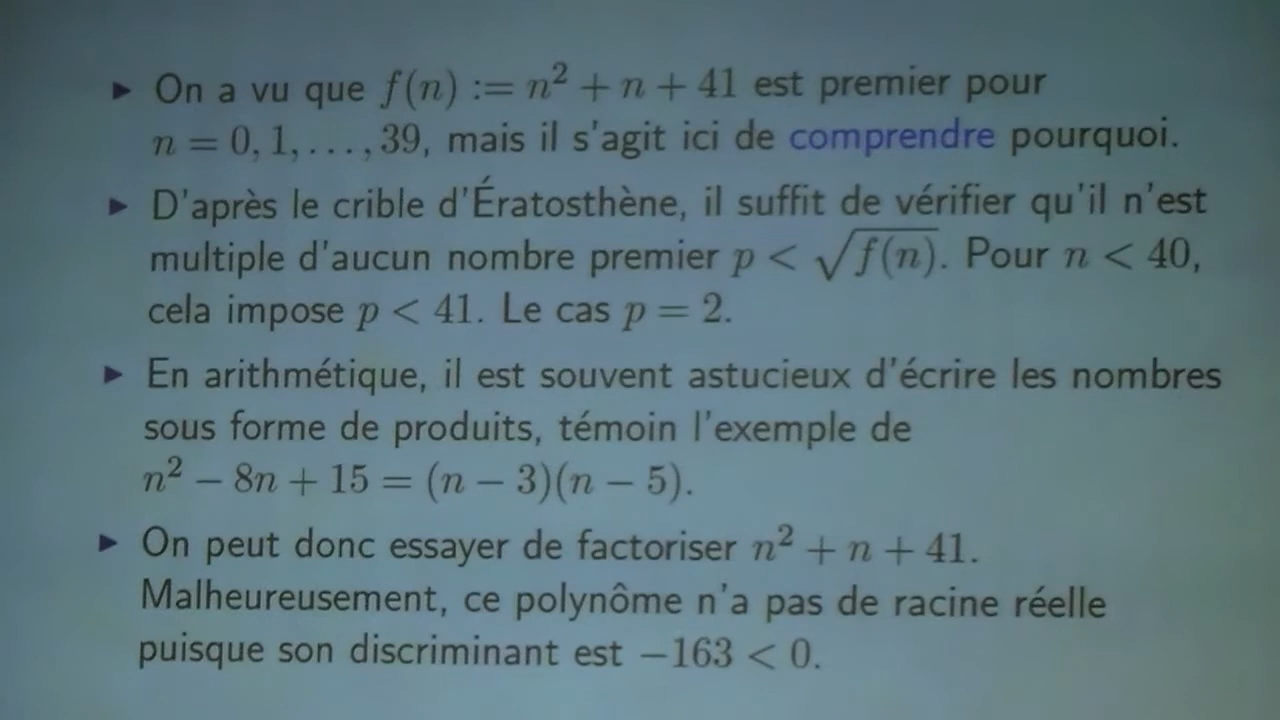 ► On a vu que f(n) := n² + n + 41 est premier pour
n = 0, 1, . . . , 39, mais il s'agit ici de comprendre pourquoi.
► D'après le crible d'Ératosthène, il suffit de vérifier qu'il n'est
multiple d'aucun nombre premier p < √f(n). Pour n < 40,
cela impose p < 41. Le cas p = 2.
► En arithmétique, il est souvent astucieux d'écrire les nombres
sous forme de produits, témoin l'exemple de
n² − 8n + 15 = (n − 3)(n − 5).
► On peut donc essayer de factoriser n² + n + 41.
Malheureusement, ce polynôme n'a pas de racine réelle
puisque son discriminant est −163 < 0.